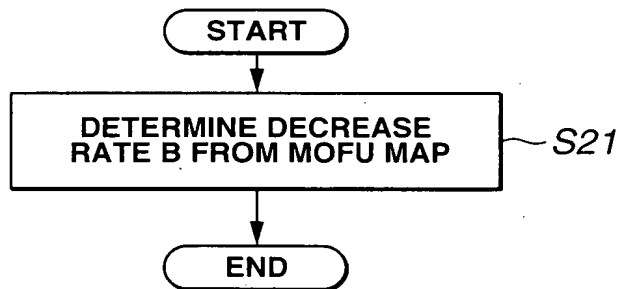 START
DETERMINE DECREASE
RATE B FROM MOFU MAP
S21
END